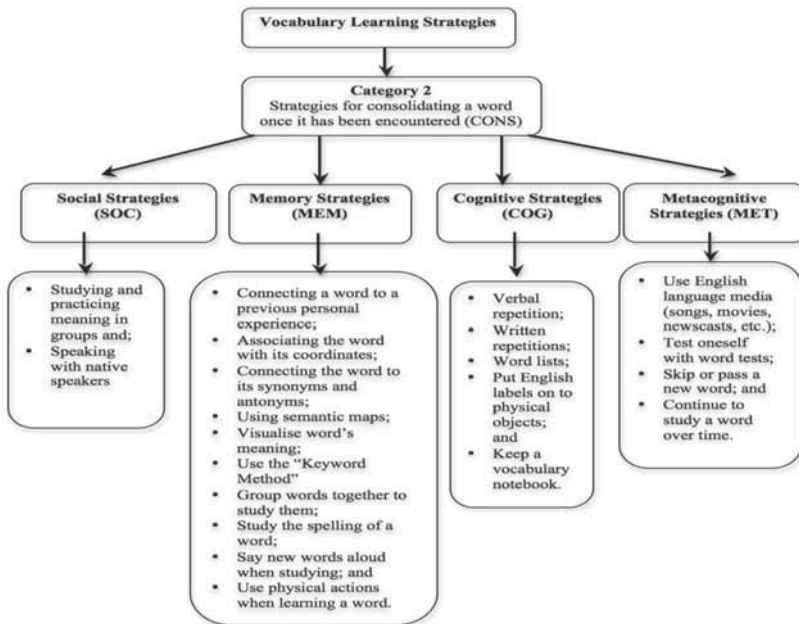 Vocabulary Learning Strategies
Category 2
Strategies for consolidating a word
once it has been encountered (CONS)
Social Strategies
(SOC)
• Studying and
practicing
meaning in
groups and;
• Speaking
with native
speakers
Memory Strategies
(MEM)
• Connecting a word to a
previous personal
experience;
• Associating the word
with its coordinates;
• Connecting the word to
its synonyms and
antonyms;
• Using semantic maps;
• Visualise word's
meaning;
• Use the “Keyword
Method”
• Group words together to
study them;
• Study the spelling of a
word;
• Say new words aloud
when studying; and
• Use physical actions
when learning a word.
Cognitive Strategies
(COG)
• Verbal
repetition;
• Written
repetitions;
• Word lists;
• Put English
labels on to
physical
objects;
and
• Keep a
vocabulary
notebook.
Metacognitive
Strategies (MET)
• Use English
language media
(songs, movies,
newscasts, etc.);
• Test oneself
with word tests;
• Skip or pass a
new word; and
• Continue to
study a word
over time.